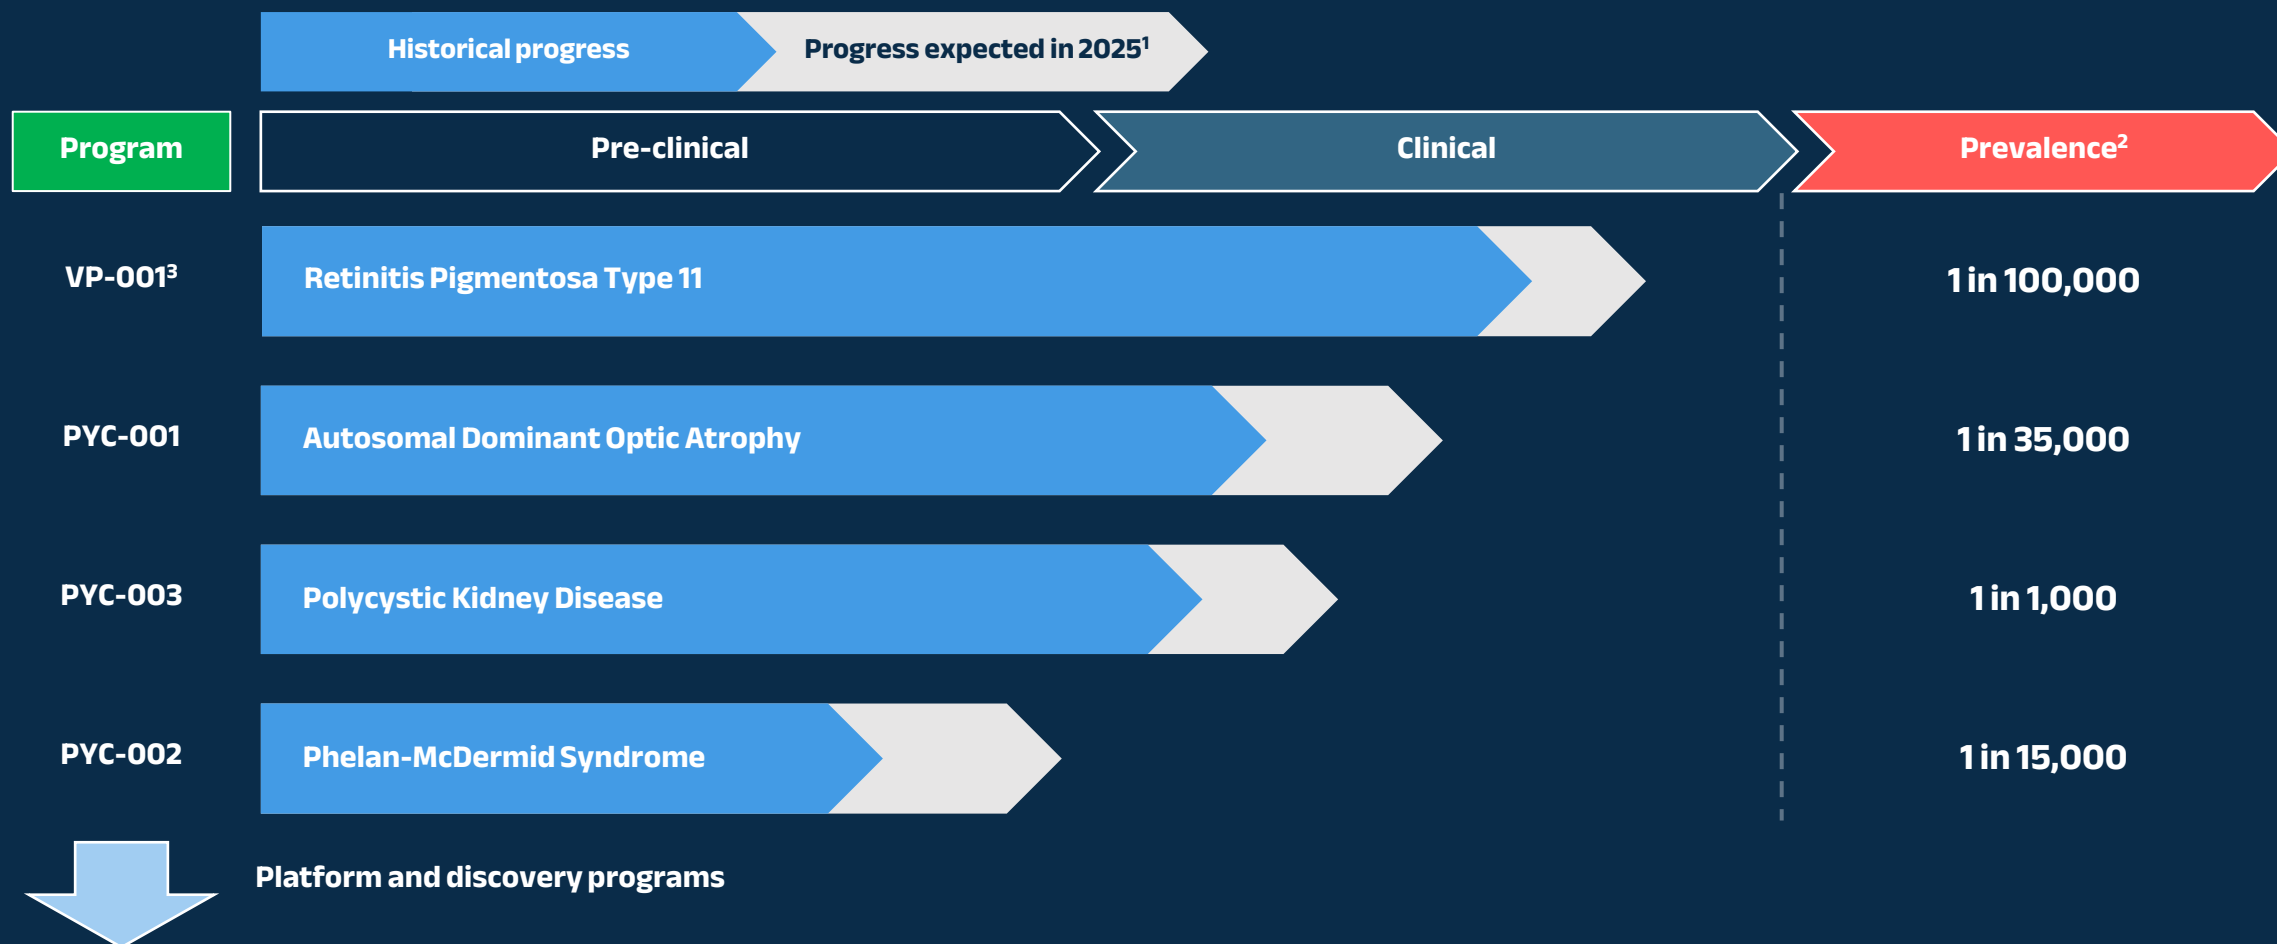 Historical progress
Progress expected in 2025¹
Program
Pre-clinical
Clinical
Prevalence²
VP-001³
Retinitis Pigmentosa Type 11
1 in 100,000
PYC-001
Autosomal Dominant Optic Atrophy
1 in 35,000
PYC-003
Polycystic Kidney Disease
1 in 1,000
PYC-002
Phelan-McDermid Syndrome
1 in 15,000
Platform and discovery programs